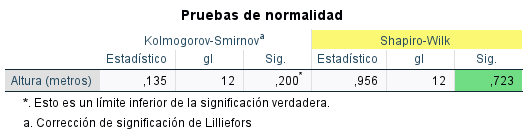 Pruebas de normalidad
Kolmogorov-Smirnovᵃ Shapiro-Wilk
Estadístico gl Sig. Estadístico gl Sig.
Altura (metros) ,135 12 ,200* ,956 12 ,723
*. Esto es un límite inferior de la significación verdadera.
a. Corrección de significación de Lilliefors